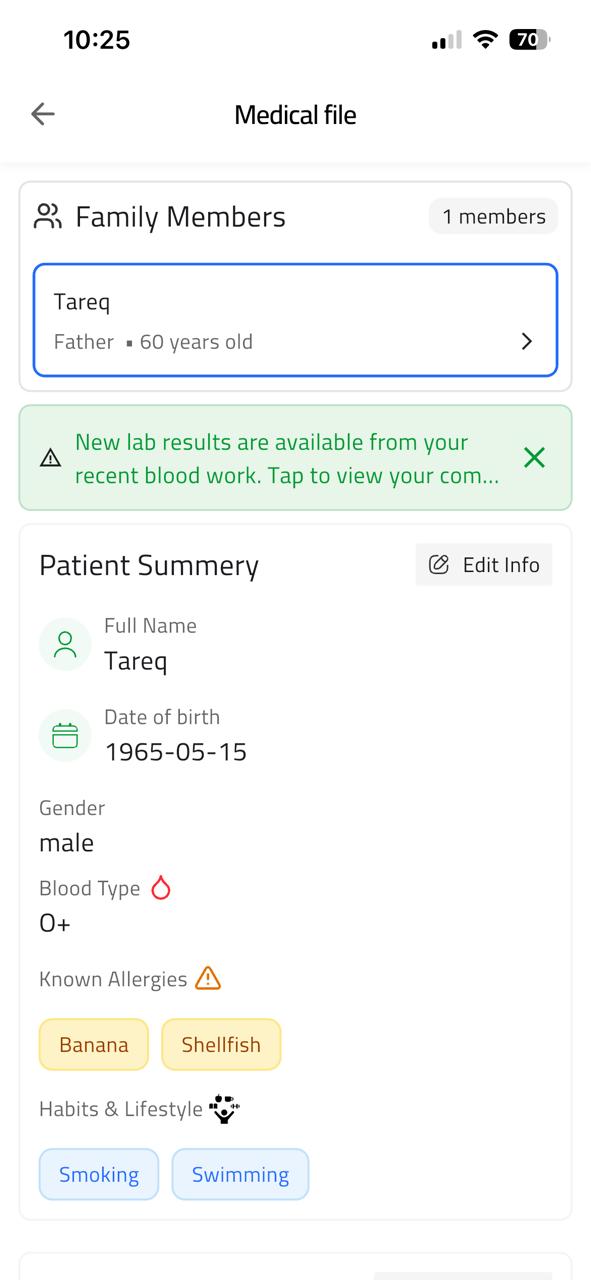 10:25
70
Medical file
Family Members
1 members
Tareq
Father ▪ 60 years old
New lab results are available from your
recent blood work. Tap to view your com...
Patient Summery
Edit Info
Full Name
Tareq
Date of birth
1965-05-15
Gender
male
Blood Type
O+
Known Allergies
Banana
Shellfish
Habits & Lifestyle
Smoking
Swimming